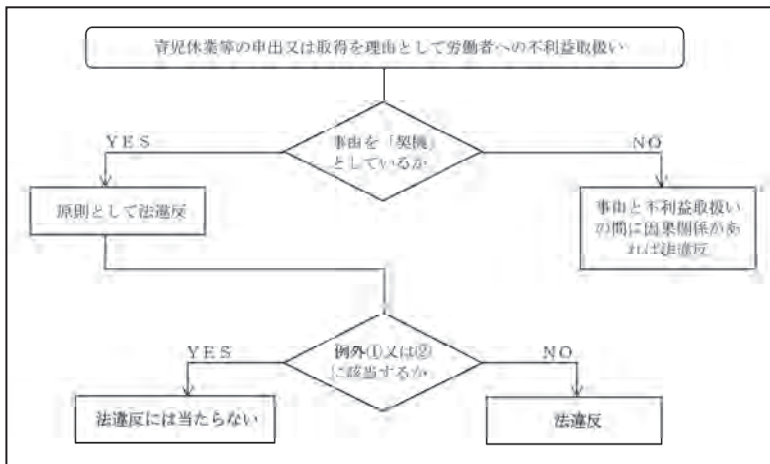 育児休業等の申出又は取得を理由として労働者への不利益取扱い
事由を「契機」
としているか
YES
NO
原則として法違反
事由と不利益取扱い
の間に因果関係があ
れば法違反
例外①又は②
に該当するか
YES
NO
法違反には当たらない
法違反